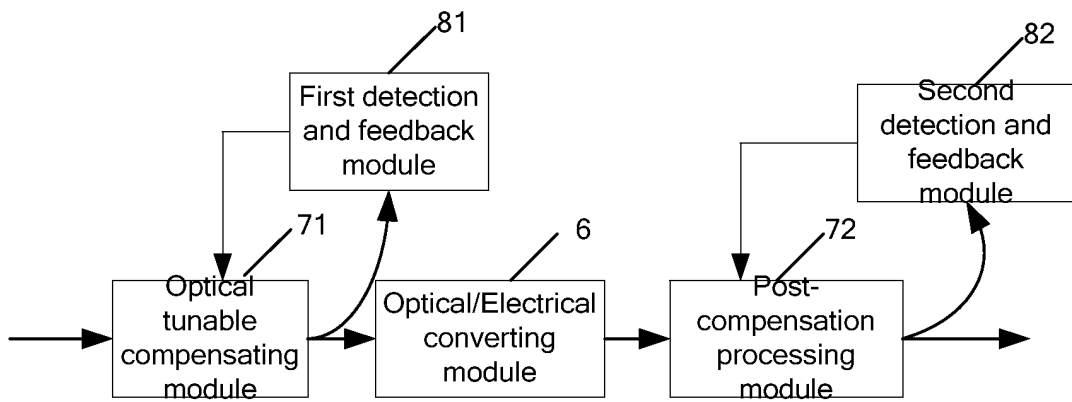 81
First detection
and feedback
module
82
Second
detection and
feedback
module
71
Optical
tunable
compensating
module
6
Optical/Electrical
converting
module
72
Post-
compensation
processing
module